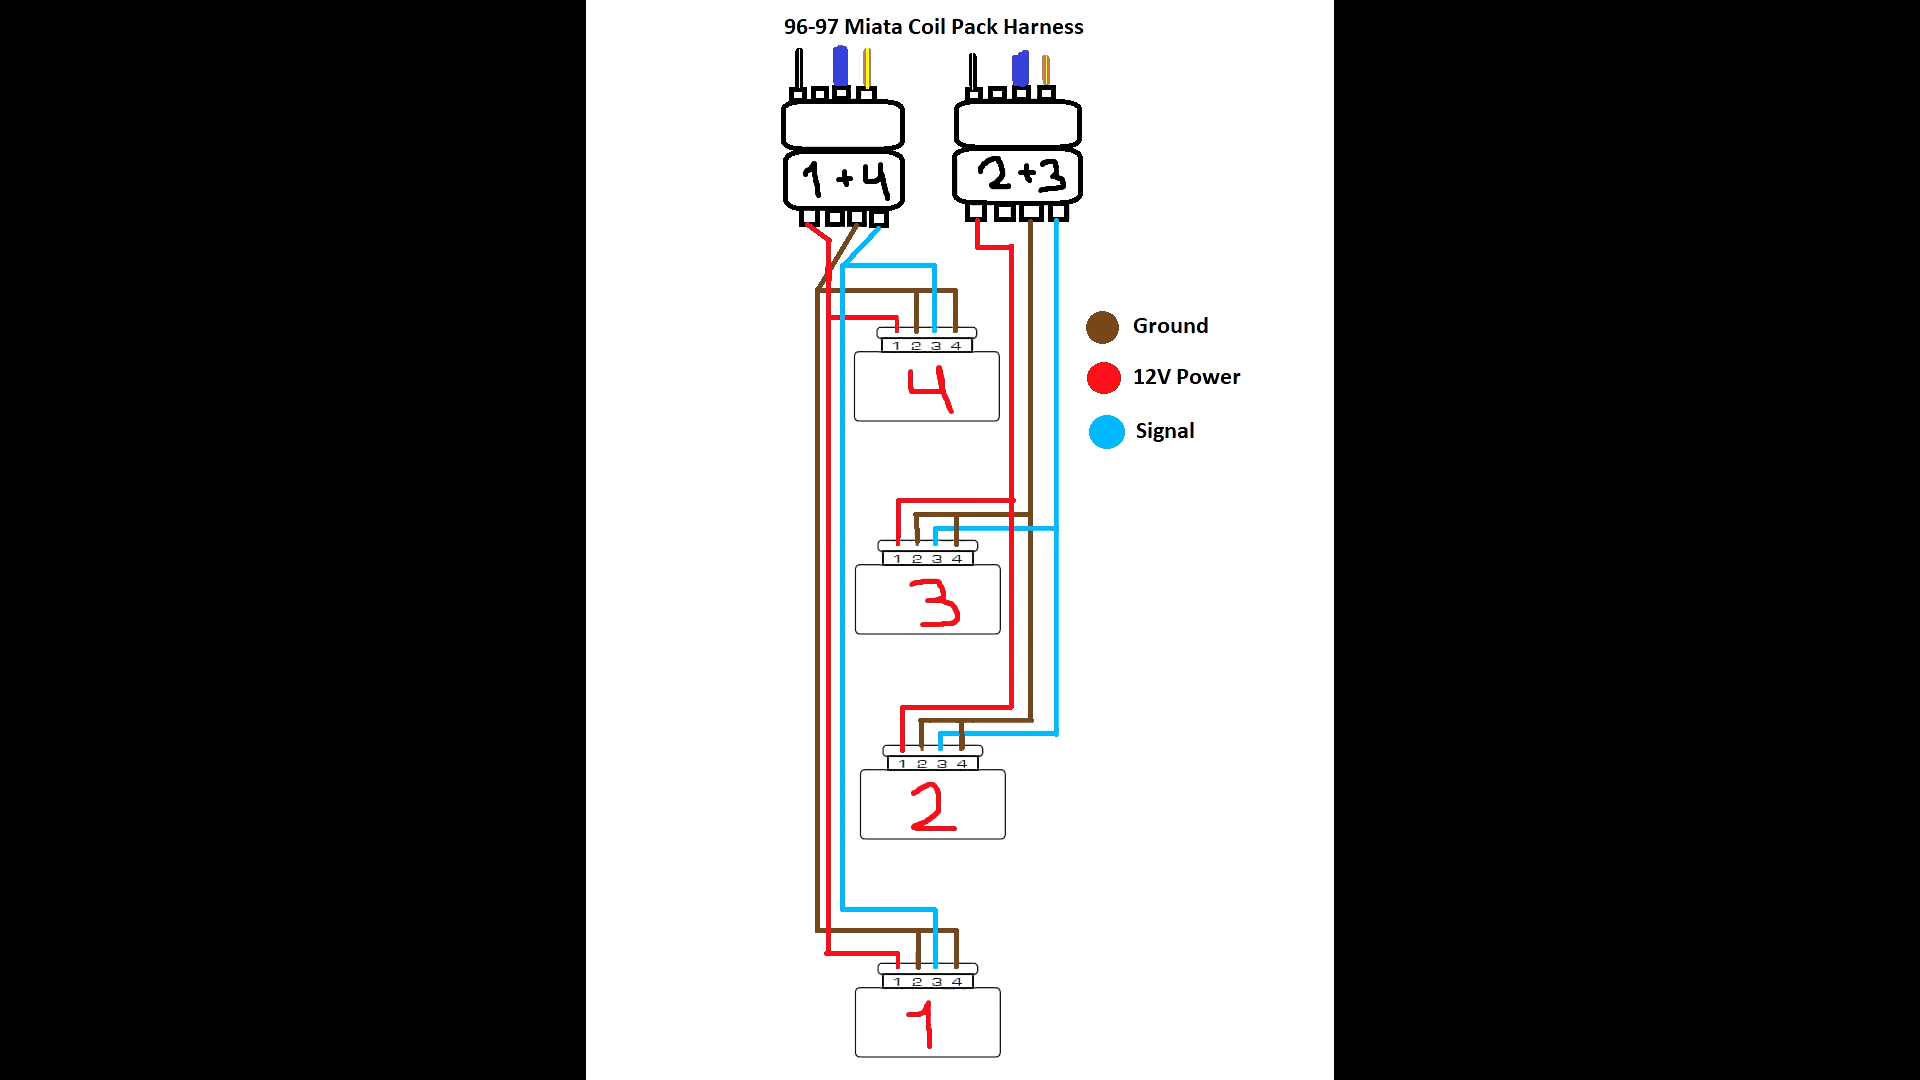 96-97 Miata Coil Pack Harness
1 + 4
2 + 3
Ground
12V Power
Signal
1 2 3 4
4
1 2 3 4
3
1 2 3 4
2
1 2 3 4
1